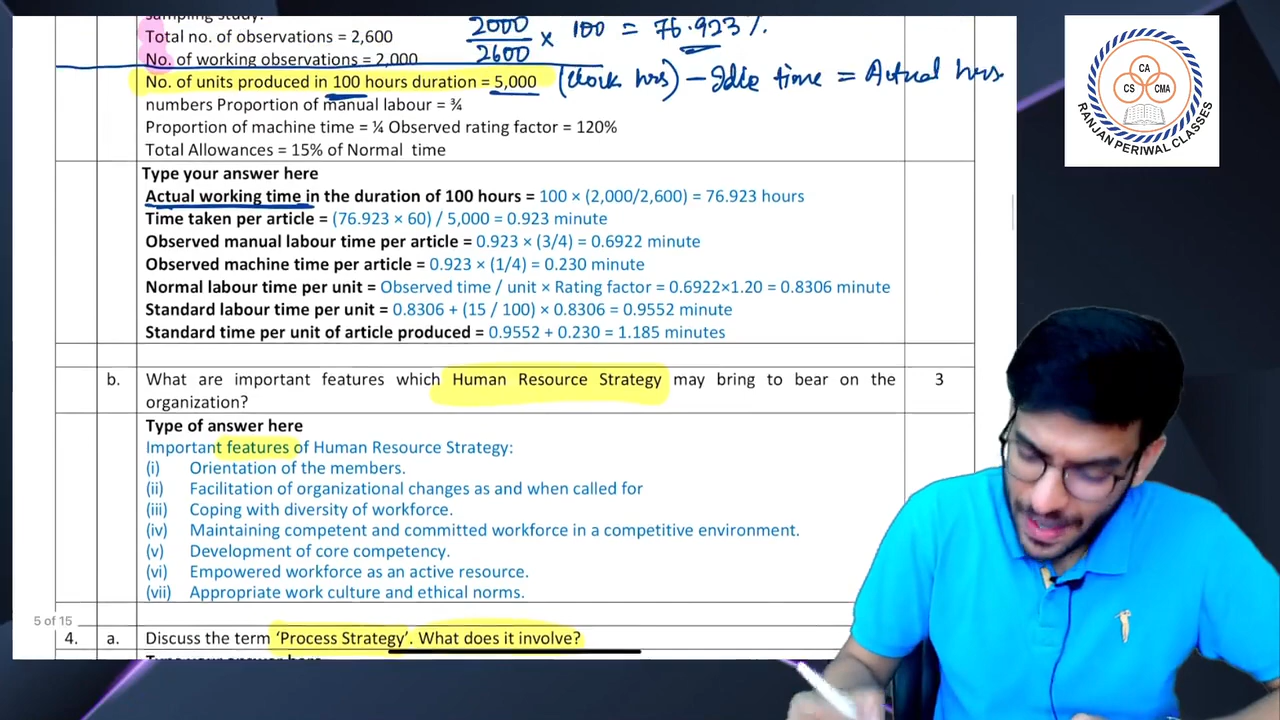 sampling study:
2000 × 100 = 76.923%
2600
Total no. of observations = 2,600
No. of working observations = 2,000
No. of units produced in 100 hours duration = 5,000 (Clock hrs) - Idle time = Actual hrs
numbers Proportion of manual labour = ¾
Proportion of machine time = ¼ Observed rating factor = 120%
Total Allowances = 15% of Normal time
Type your answer here
Actual working time in the duration of 100 hours = 100 × (2,000/2,600) = 76.923 hours
Time taken per article = (76.923 × 60) / 5,000 = 0.923 minute
Observed manual labour time per article = 0.923 × (3/4) = 0.6922 minute
Observed machine time per article = 0.923 × (1/4) = 0.230 minute
Normal labour time per unit = Observed time / unit × Rating factor = 0.6922×1.20 = 0.8306 minute
Standard labour time per unit = 0.8306 + (15 / 100) × 0.8306 = 0.9552 minute
Standard time per unit of article produced = 0.9552 + 0.230 = 1.185 minutes
b. What are important features which Human Resource Strategy may bring to bear on the 3
organization?
Type of answer here
Important features of Human Resource Strategy:
(i) Orientation of the members.
(ii) Facilitation of organizational changes as and when called for
(iii) Coping with diversity of workforce.
(iv) Maintaining competent and committed workforce in a competitive environment.
(v) Development of core competency.
(vi) Empowered workforce as an active resource.
(vii) Appropriate work culture and ethical norms.
5 of 15
4. a. Discuss the term ‘Process Strategy’. What does it involve?
CA
CS
CMA
RANJAN PERIWAL CLASSES